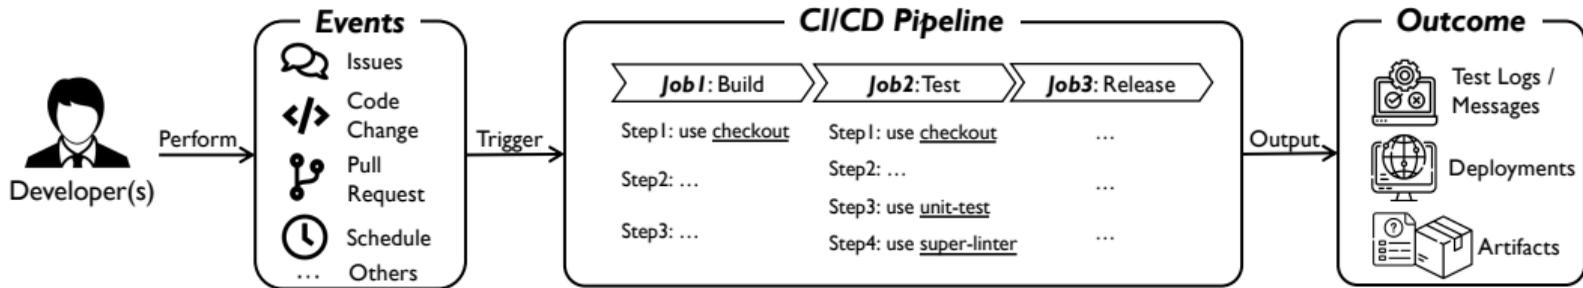 Developer(s)
Perform
Events
Issues
Code
Change
Pull
Request
Schedule
... Others
Trigger
CI/CD Pipeline
Job1: Build
Step1: use checkout
Step2: ...
Step3: ...
Job2: Test
Step1: use checkout
Step2: ...
Step3: use unit-test
Step4: use super-linter
Job3: Release
...
...
...
Output
Outcome
Test Logs /
Messages
Deployments
Artifacts